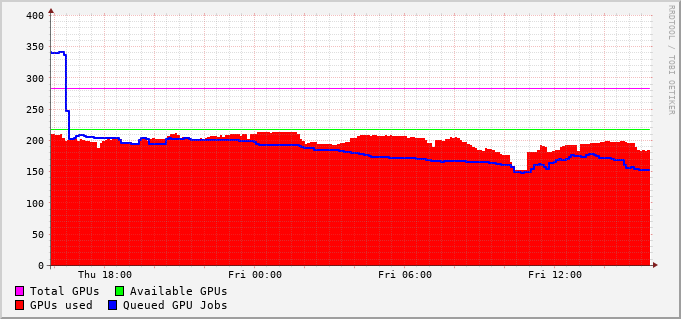 400
350
300
250
200
150
100
50
0
Thu 18:00 Fri 00:00 Fri 06:00 Fri 12:00
Total GPUs Available GPUs
GPUs used Queued GPU Jobs
RRDTOOL / TOBI OETIKER